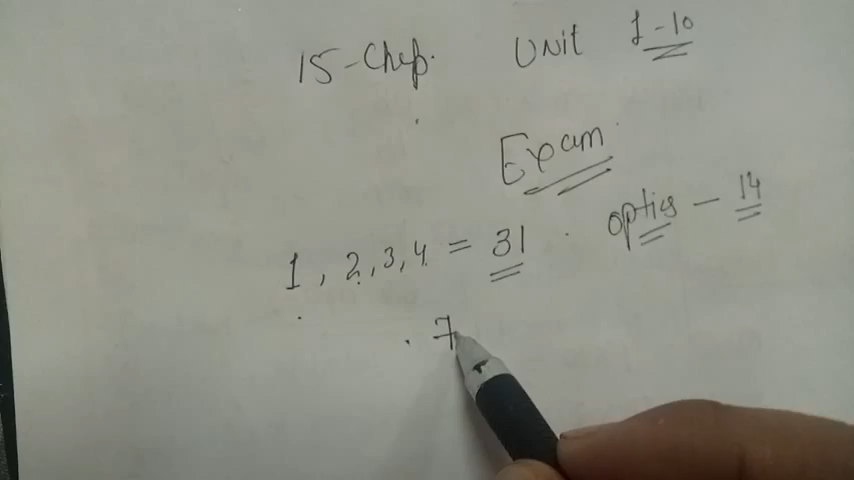 15-Chep. Unit 1-10
Exam
1, 2, 3, 4 = 31 . optics - 14
. 7